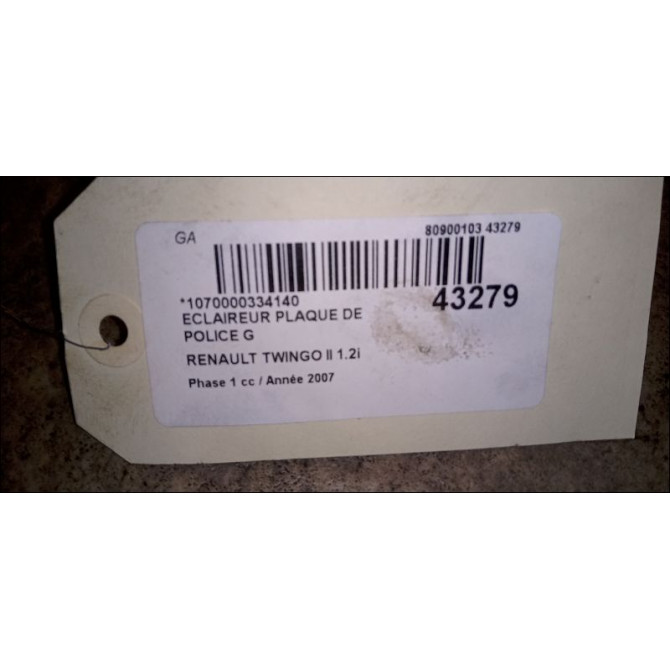 GA
80900103 43279
*1070000334140
43279
ECLAIREUR PLAQUE DE
POLICE G
RENAULT TWINGO II 1.2i
Phase 1 cc / Année 2007